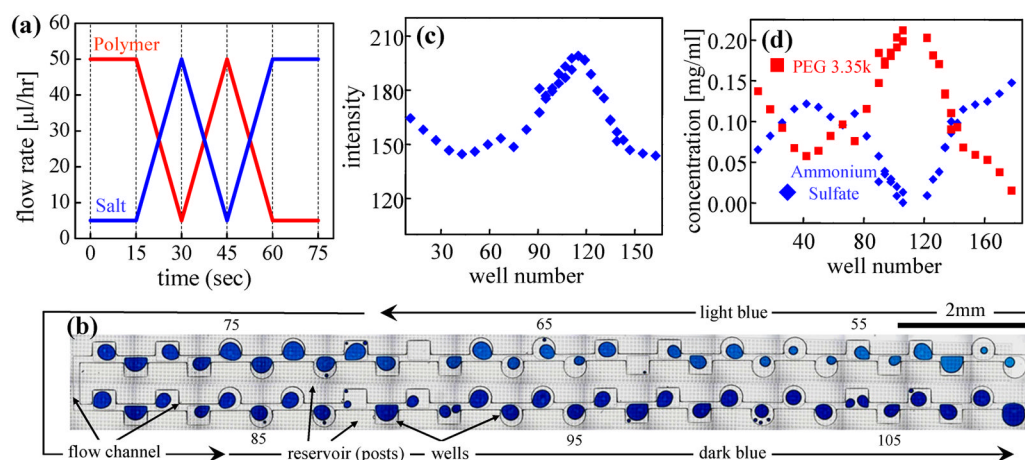 (a)
60
50
40
30
20
10
0
flow rate [µl/hr]
Polymer
Salt
0 15 30 45 60 75
time (sec)
(c)
210
180
150
120
intensity
0 30 60 90 120 150
well number
(d)
0.20
0.15
0.10
0.05
0.00
concentration [mg/ml]
PEG 3.35k
Ammonium
Sulfate
40 80 120 160
well number
(b)
light blue
2mm
75 65 55
85 95 105
flow channel
reservoir (posts)
wells
dark blue